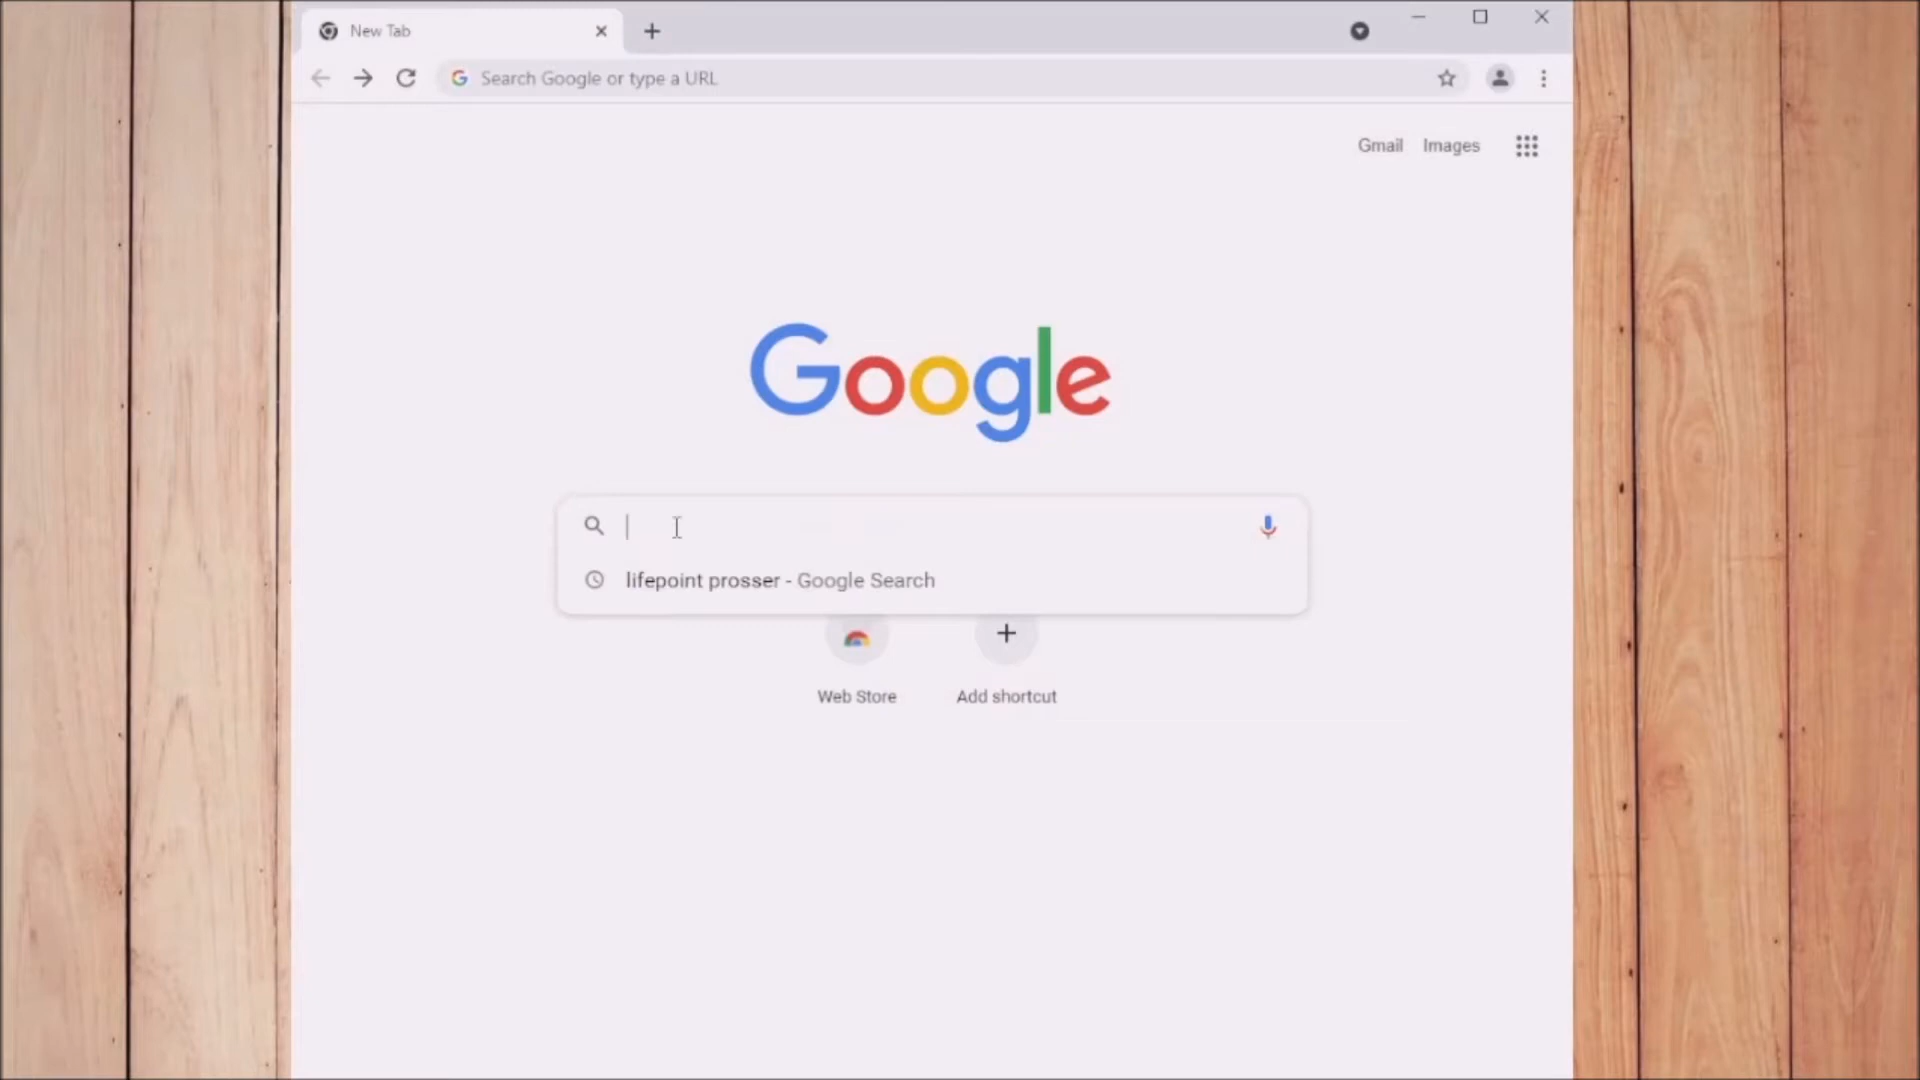 New Tab
Search Google or type a URL
Gmail Images
Google
lifepoint prosser - Google Search
Web Store Add shortcut